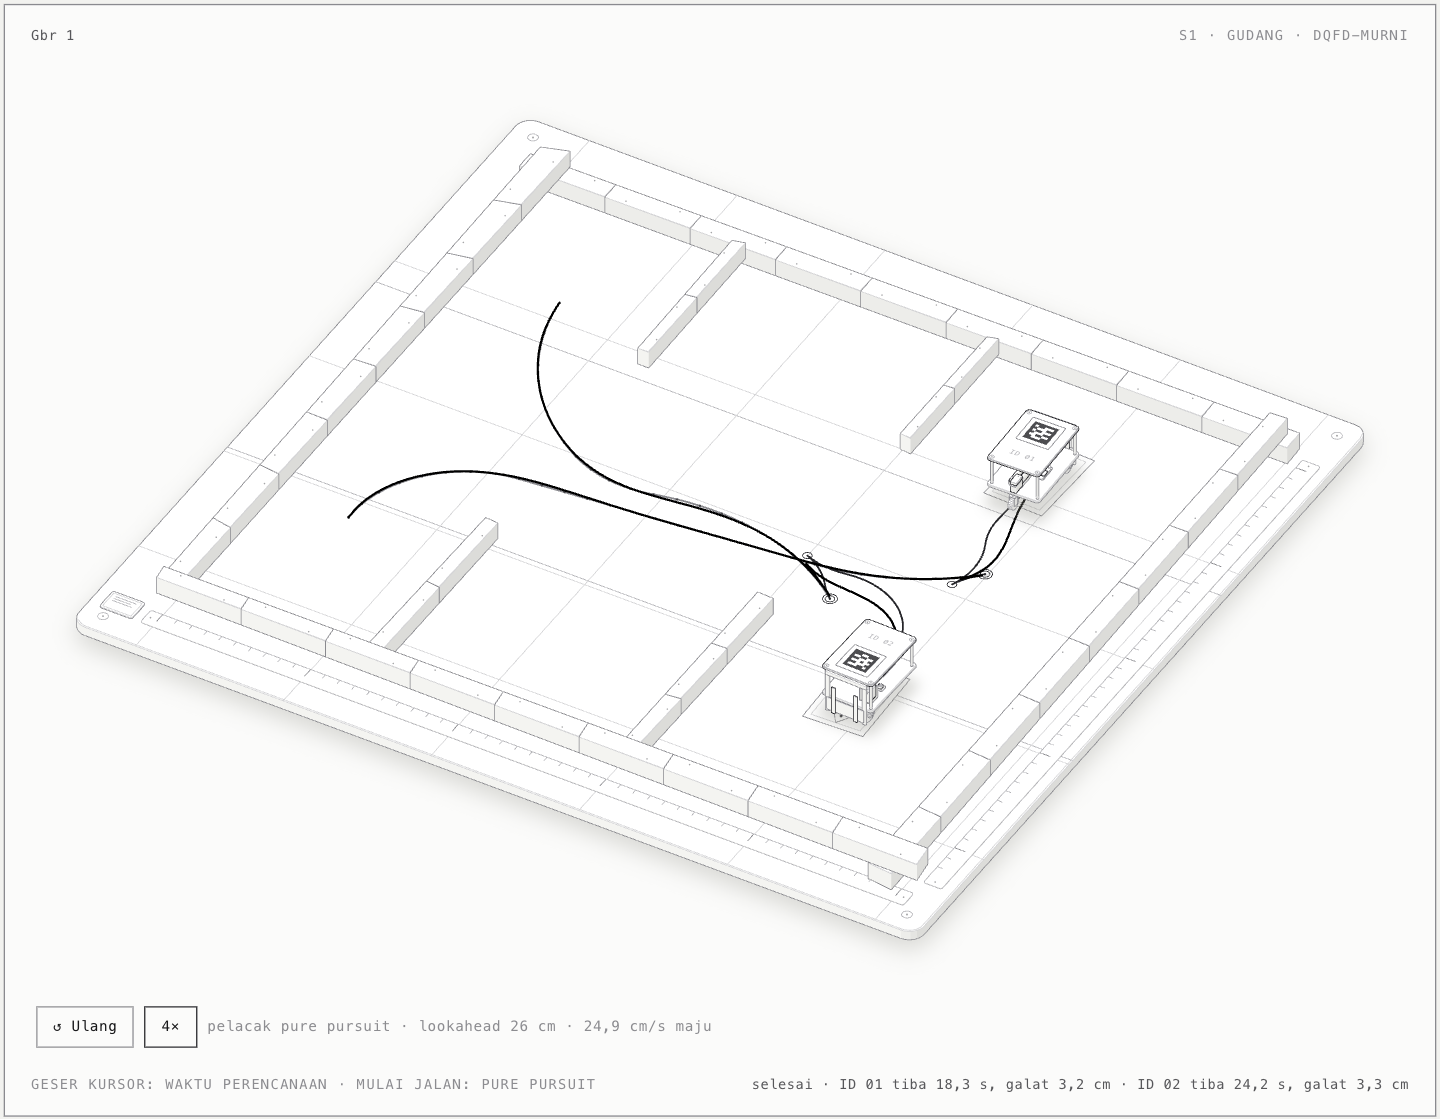 Gbr 1
S1 · GUDANG · DQFD−MURNI
ID 01
ID 02
↺ Ulang
4×
pelacak pure pursuit · lookahead 26 cm · 24,9 cm/s maju
GESER KURSOR: WAKTU PERENCANAAN · MULAI JALAN: PURE PURSUIT
selesai · ID 01 tiba 18,3 s, galat 3,2 cm · ID 02 tiba 24,2 s, galat 3,3 cm